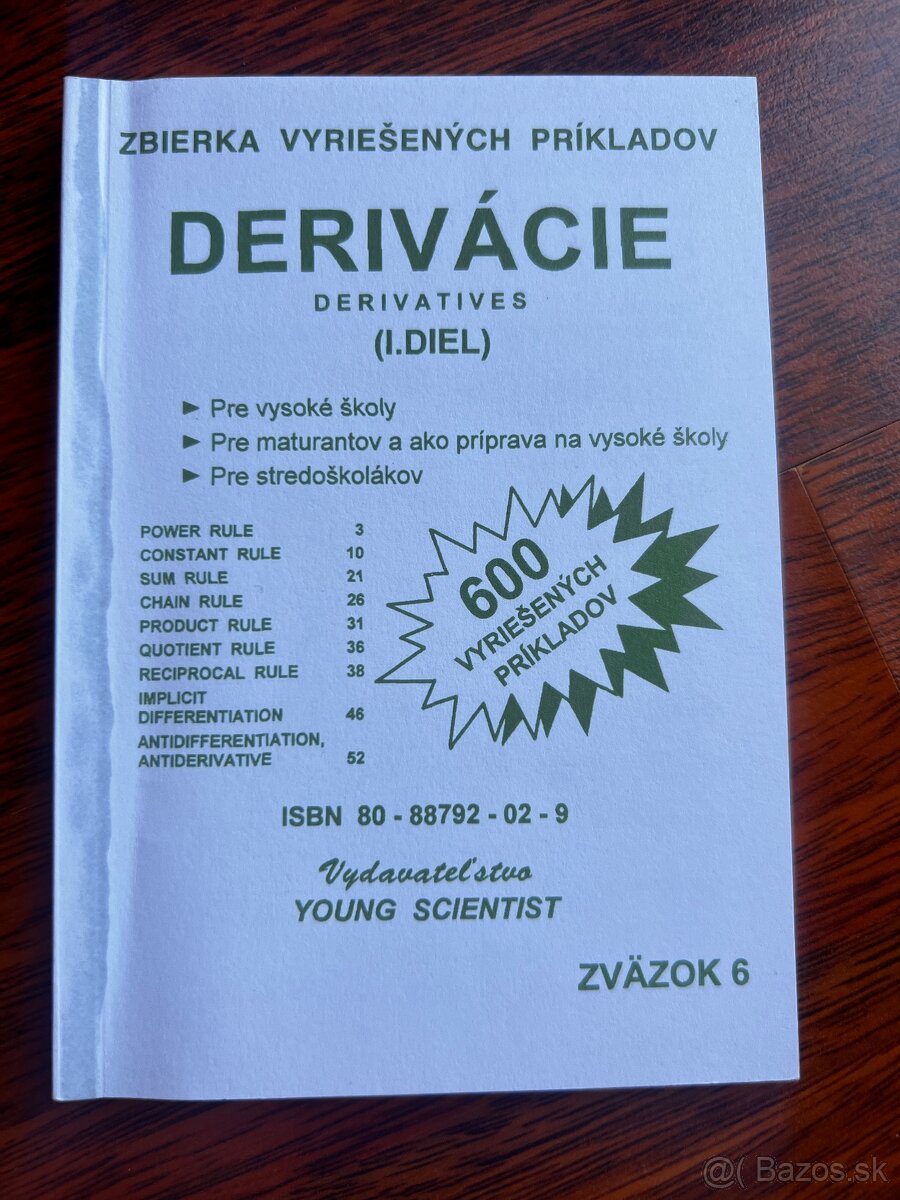 ZBIERKA VYRIEŠENÝCH PRÍKLADOV
DERIVÁCIE
DERIVATIVES
(I.DIEL)
► Pre vysoké školy
► Pre maturantov a ako príprava na vysoké školy
► Pre stredoškolákov
POWER RULE 3
CONSTANT RULE 10
SUM RULE 21
CHAIN RULE 26
PRODUCT RULE 31
QUOTIENT RULE 36
RECIPROCAL RULE 38
IMPLICIT
DIFFERENTIATION 46
ANTIDIFFERENTIATION,
ANTIDERIVATIVE 52
600
VYRIEŠENÝCH
PRÍKLADOV
ISBN 80 - 88792 - 02 - 9
Vydavateľstvo
YOUNG SCIENTIST
ZVÄZOK 6
@( Bazos.sk